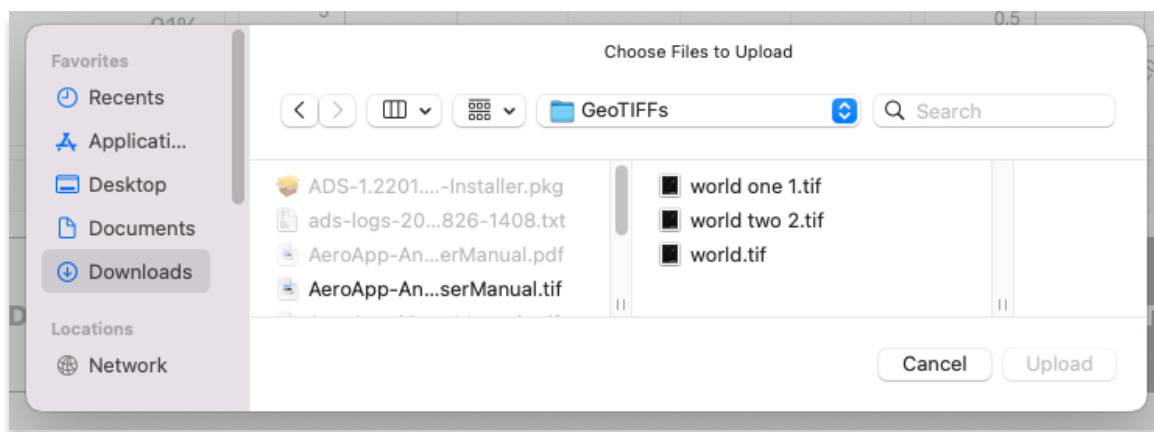 0.5
Choose Files to Upload
Favorites
Recents
Applicati...
Desktop
Documents
Downloads
Locations
Network
GeoTIFFs
Search
ADS-1.2201....-Installer.pkg
ads-logs-20...826-1408.txt
AeroApp-An...erManual.pdf
AeroApp-An...serManual.tif
world one 1.tif
world two 2.tif
world.tif
Cancel
Upload